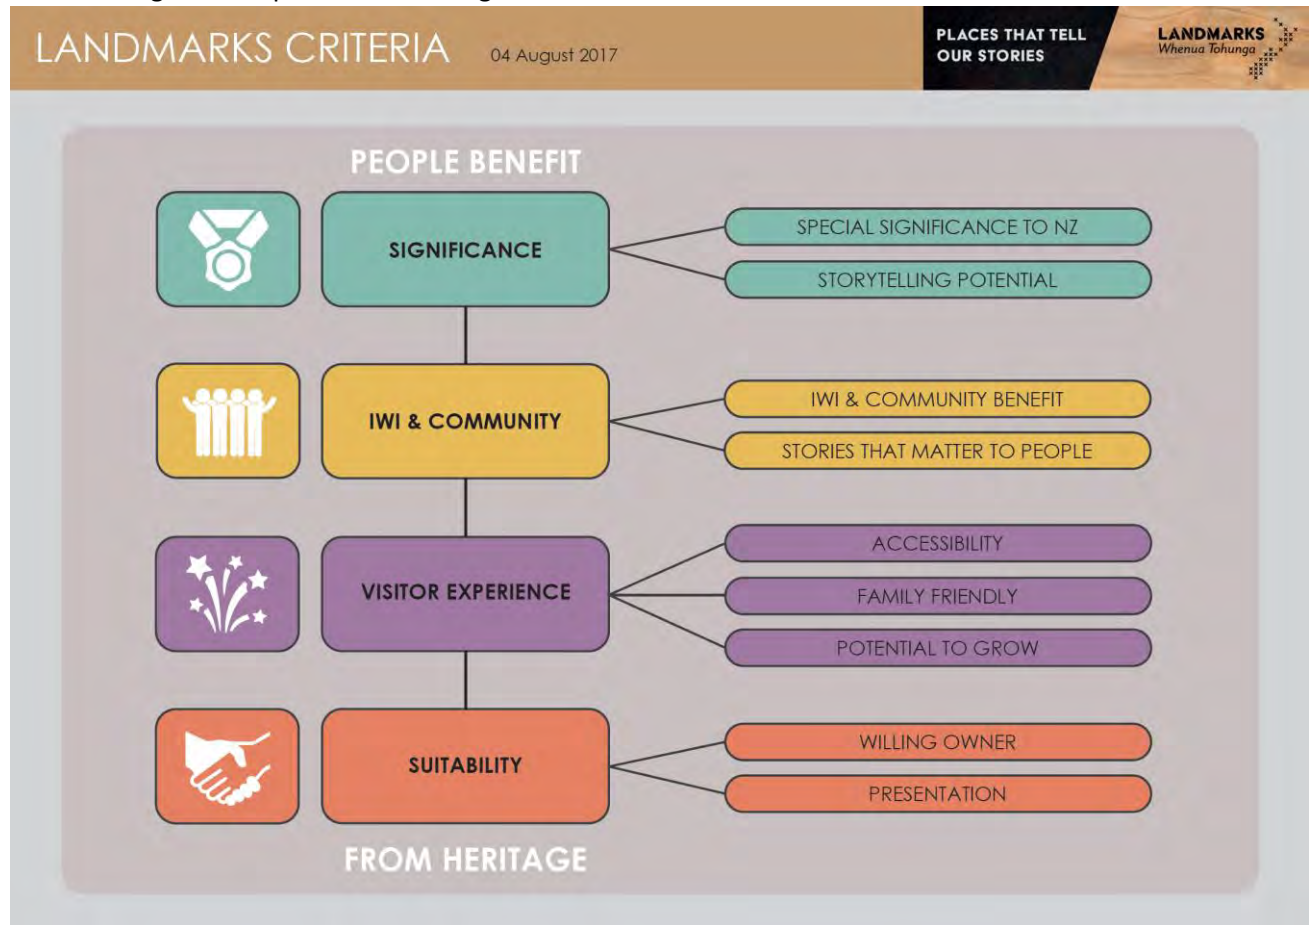 LANDMARKS CRITERIA 04 August 2017
PLACES THAT TELL
OUR STORIES
LANDMARKS
Whenua Tohunga
PEOPLE BENEFIT
SIGNIFICANCE
SPECIAL SIGNIFICANCE TO NZ
STORYTELLING POTENTIAL
IWI & COMMUNITY
IWI & COMMUNITY BENEFIT
STORIES THAT MATTER TO PEOPLE
VISITOR EXPERIENCE
ACCESSIBILITY
FAMILY FRIENDLY
POTENTIAL TO GROW
SUITABILITY
WILLING OWNER
PRESENTATION
FROM HERITAGE